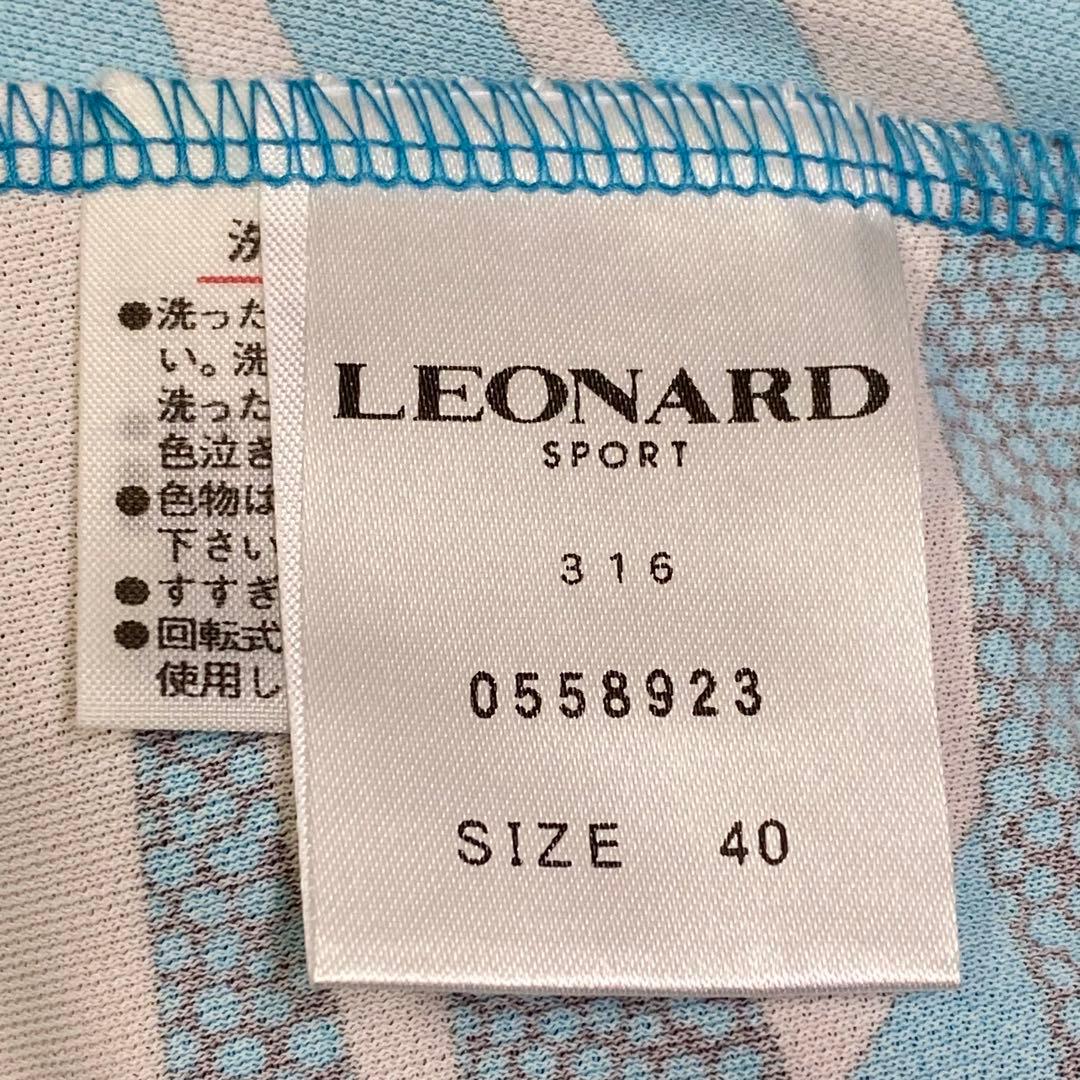 洗った
い。洗
洗った
色泣き
●色物は
下さい
●すすぎ
●回転式
使用し
LEONARD
SPORT
316
0558923
SIZE 40